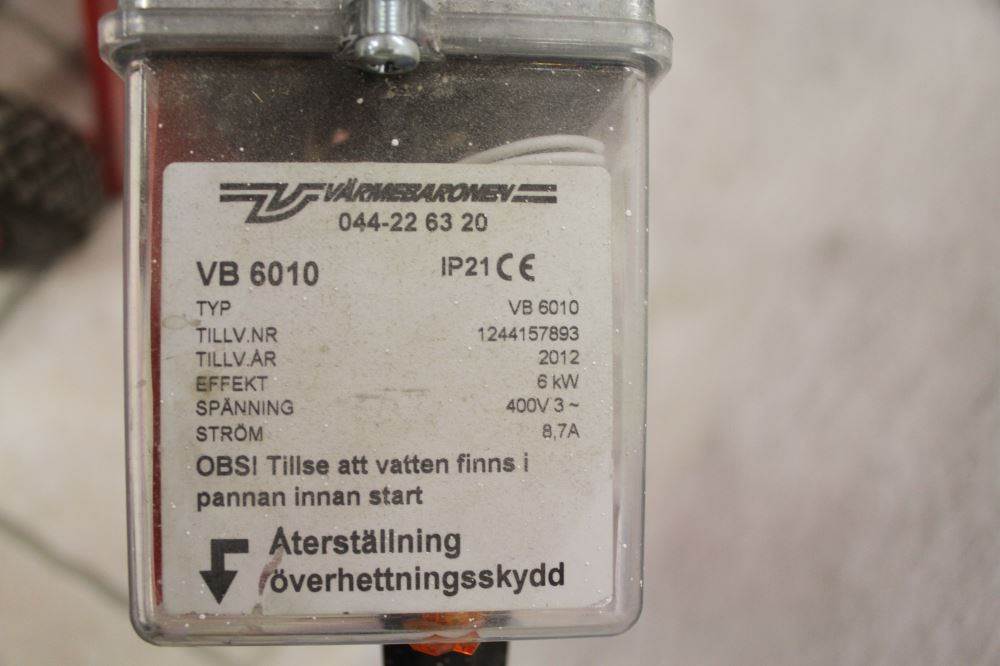 VÄRMEBARONEN
044-22 63 20
VB 6010 IP21 CE
TYP VB 6010
TILLV.NR 1244157893
TILLV.ÅR 2012
EFFEKT 6 kW
SPÄNNING 400V 3~
STRÖM 8,7A
OBS! Tillse att vatten finns i
pannan innan start
Återställning
överhettningsskydd